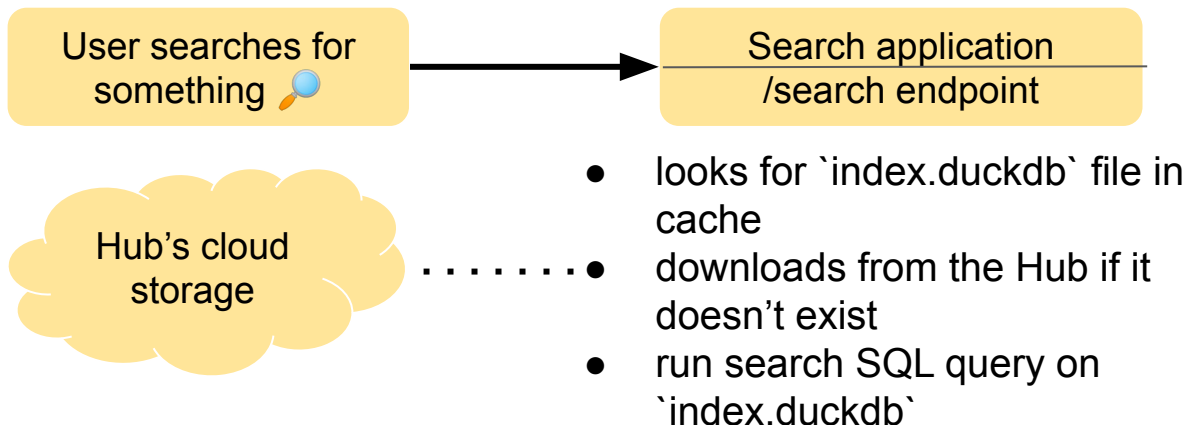 User searches for
something 🔎
Search application
/search endpoint
Hub's cloud
storage
● looks for `index.duckdb` file in
cache
● downloads from the Hub if it
doesn't exist
● run search SQL query on
`index.duckdb`